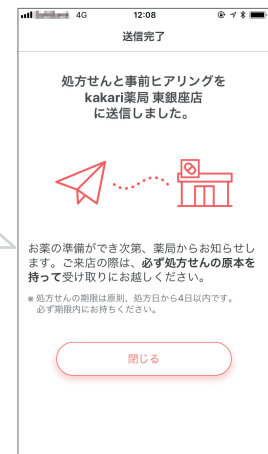 4G 12:08
送信完了
処方せんと事前ヒアリングを
kakari薬局 東銀座店
に送信しました。
お薬の準備ができ次第、薬局からお知らせし
ます。ご来店の際は、必ず処方せんの原本を
持って受け取りにお越しください。
※ 処方せんの期限は原則、処方日から4日以内です。
必ず期限内にお持ちください。
閉じる